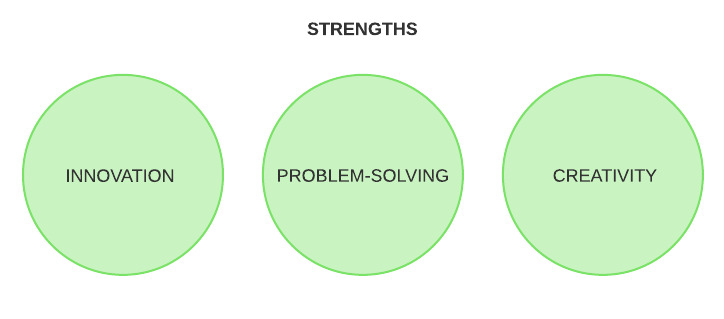 STRENGTHS
INNOVATION
PROBLEM-SOLVING
CREATIVITY